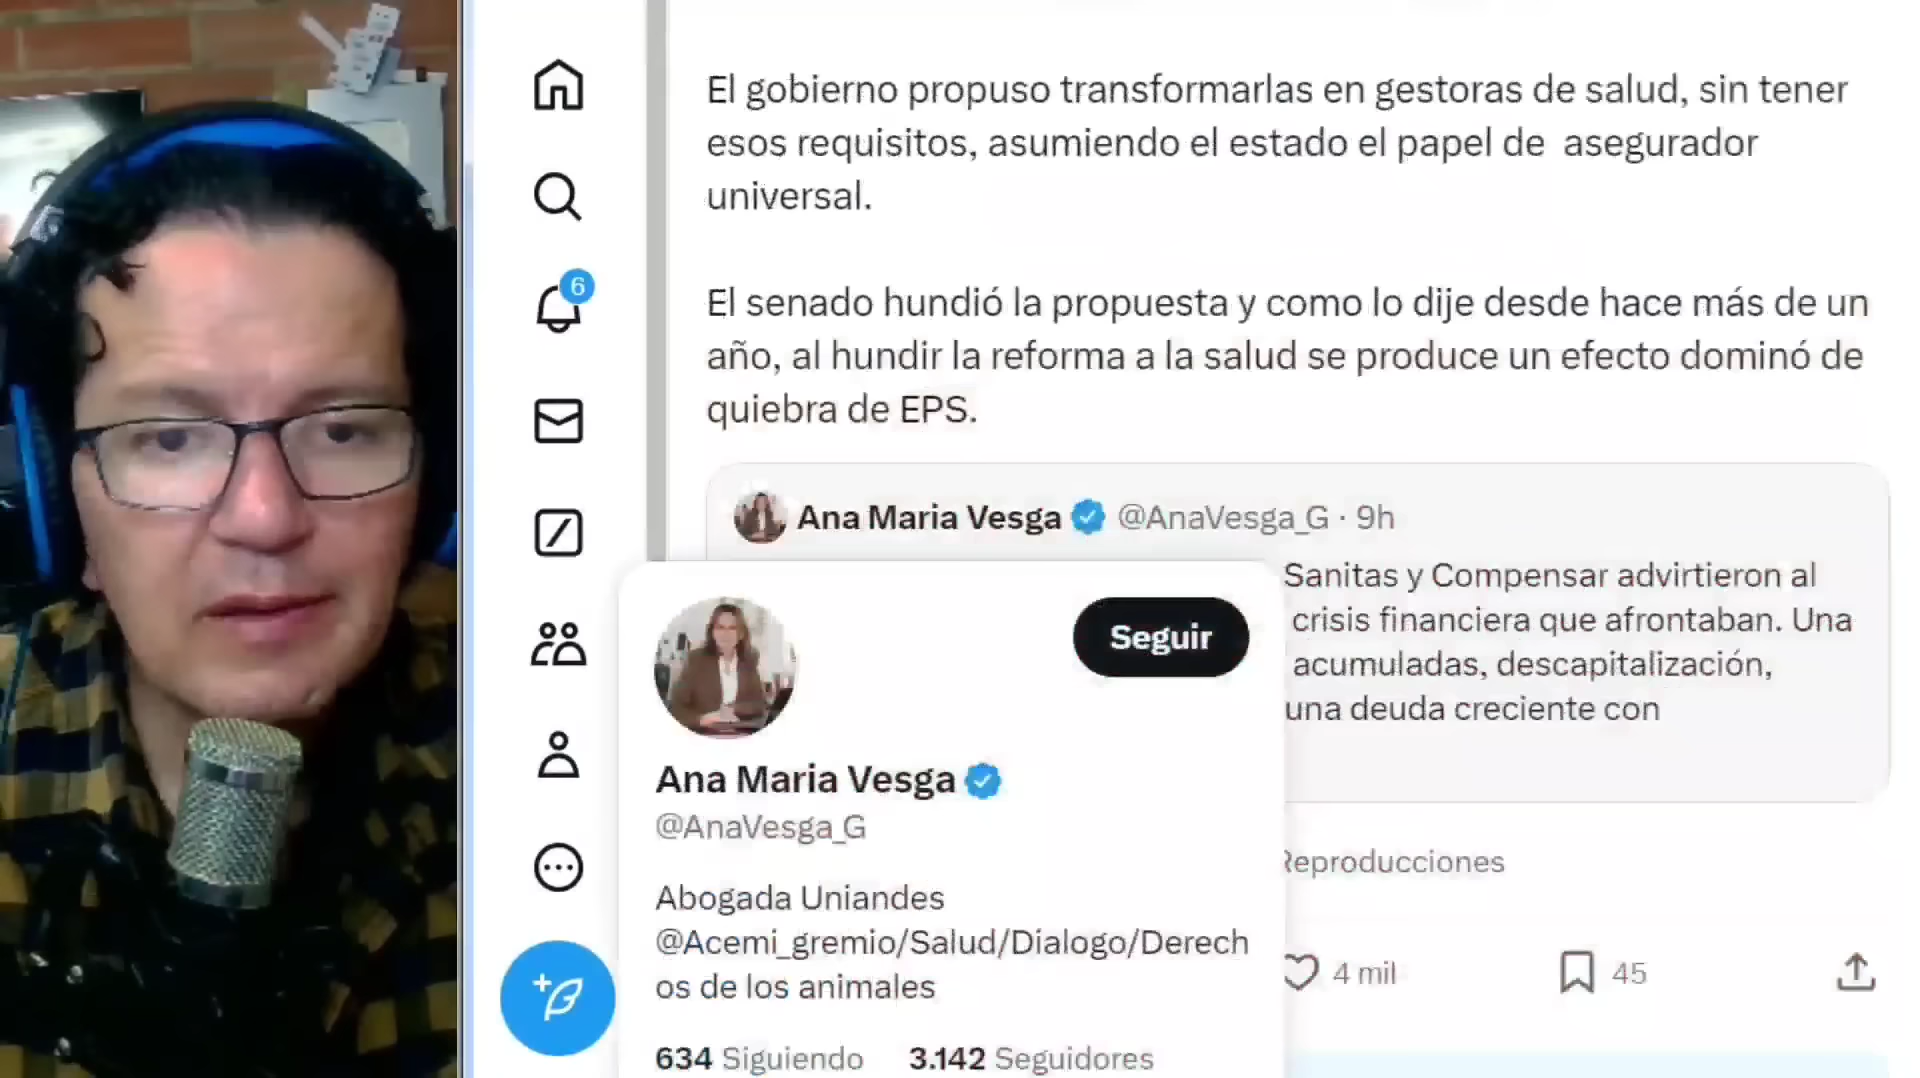 El gobierno propuso transformarlas en gestoras de salud, sin tener
esos requisitos, asumiendo el estado el papel de asegurador
universal.
El senado hundió la propuesta y como lo dije desde hace más de un
año, al hundir la reforma a la salud se produce un efecto dominó de
quiebra de EPS.
6
Ana Maria Vesga @AnaVesga_G · 9h
Sanitas y Compensar advirtieron al
crisis financiera que afrontaban. Una
acumuladas, descapitalización,
una deuda creciente con
Seguir
Ana Maria Vesga
@AnaVesga_G
Abogada Uniandes
@Acemi_gremio/Salud/Dialogo/Derech
os de los animales
634 Siguiendo 3.142 Seguidores
Reproducciones
4 mil 45